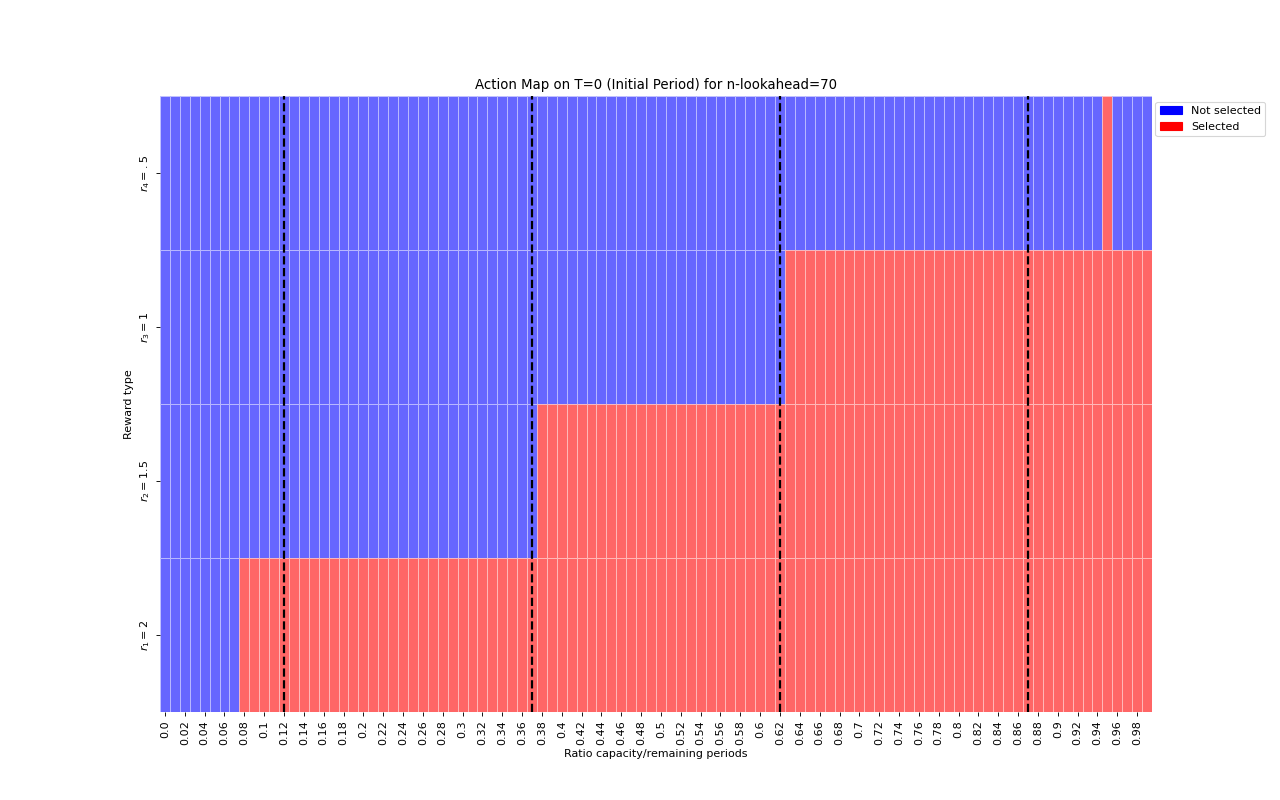 Action Map on T=0 (Initial Period) for n-lookahead=70
Not selected
Selected
Reward type
r₄ = . 5
r₃ = 1
r₂ = 1.5
r₁ = 2
0.0 0.02 0.04 0.06 0.08 0.1 0.12 0.14 0.16 0.18 0.2 0.22 0.24 0.26 0.28 0.3 0.32 0.34 0.36 0.38 0.4 0.42 0.44 0.46 0.48 0.5 0.52 0.54 0.56 0.58 0.6 0.62 0.64 0.66 0.68 0.7 0.72 0.74 0.76 0.78 0.8 0.82 0.84 0.86 0.88 0.9 0.92 0.94 0.96 0.98
Ratio capacity/remaining periods